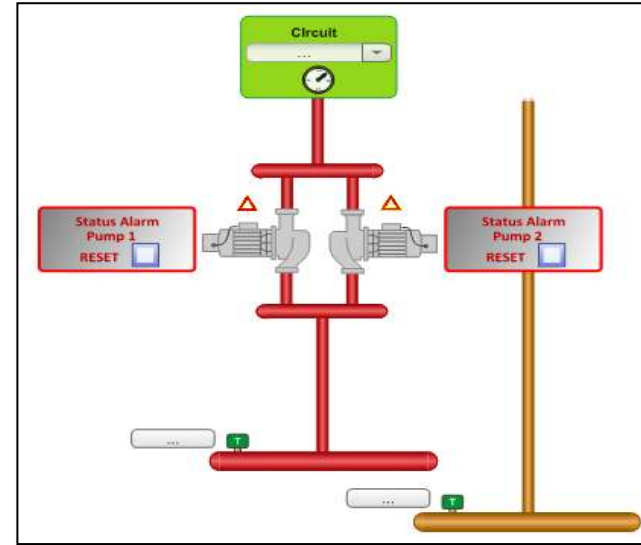 Circuit
...
Status Alarm
Pump 1
RESET
Status Alarm
Pump 2
RESET
...
T
...
T